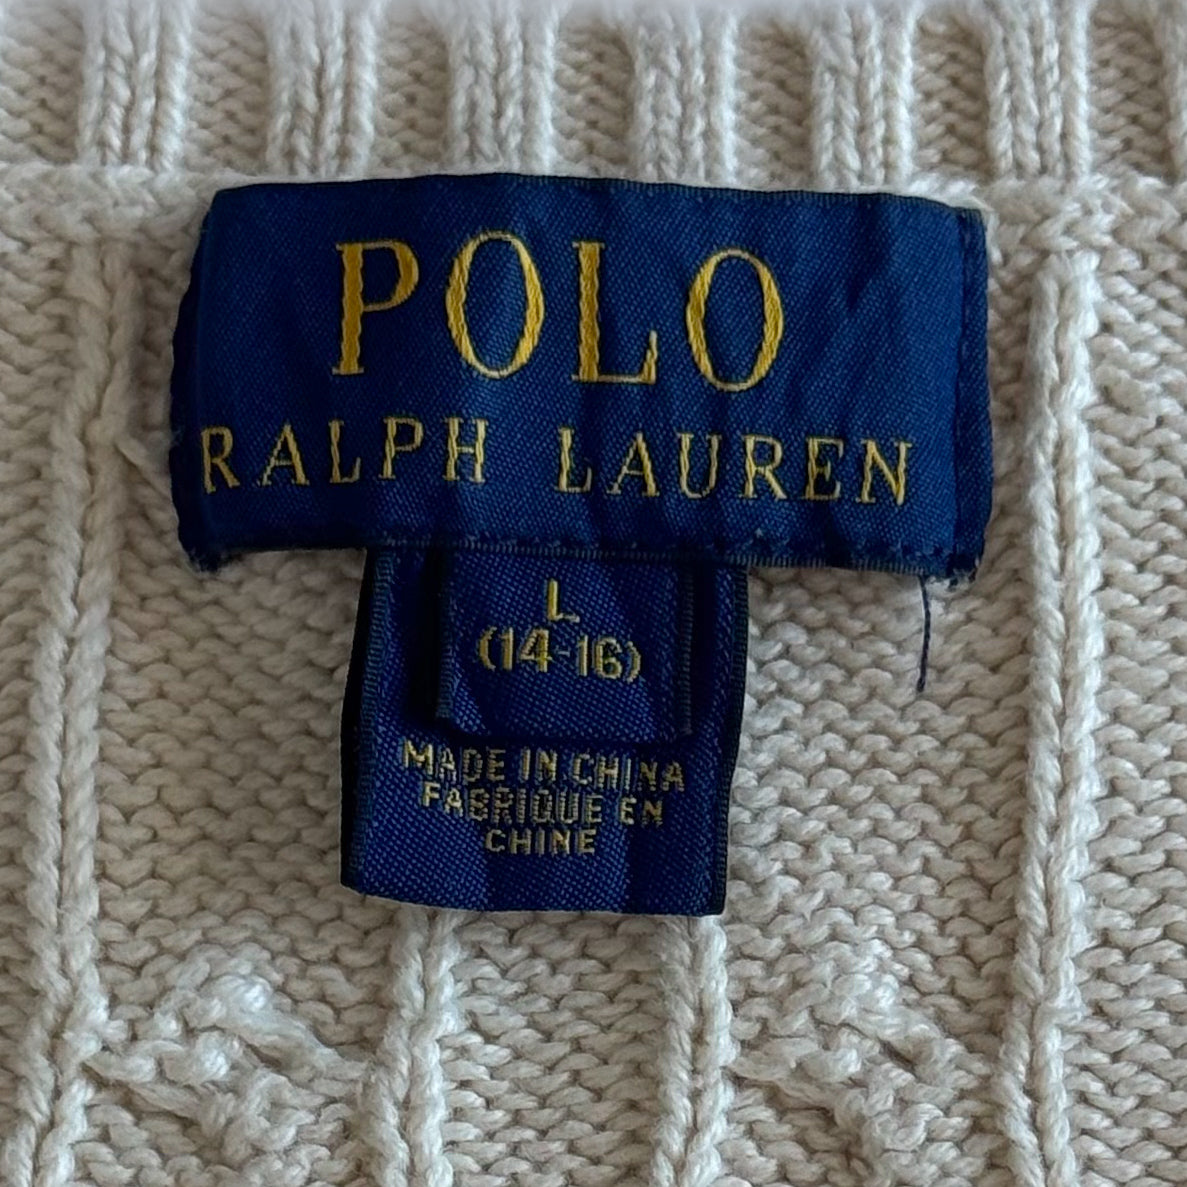 POLO
RALPH LAUREN
L
(14-16)
MADE IN CHINA
FABRIQUE EN
CHINE